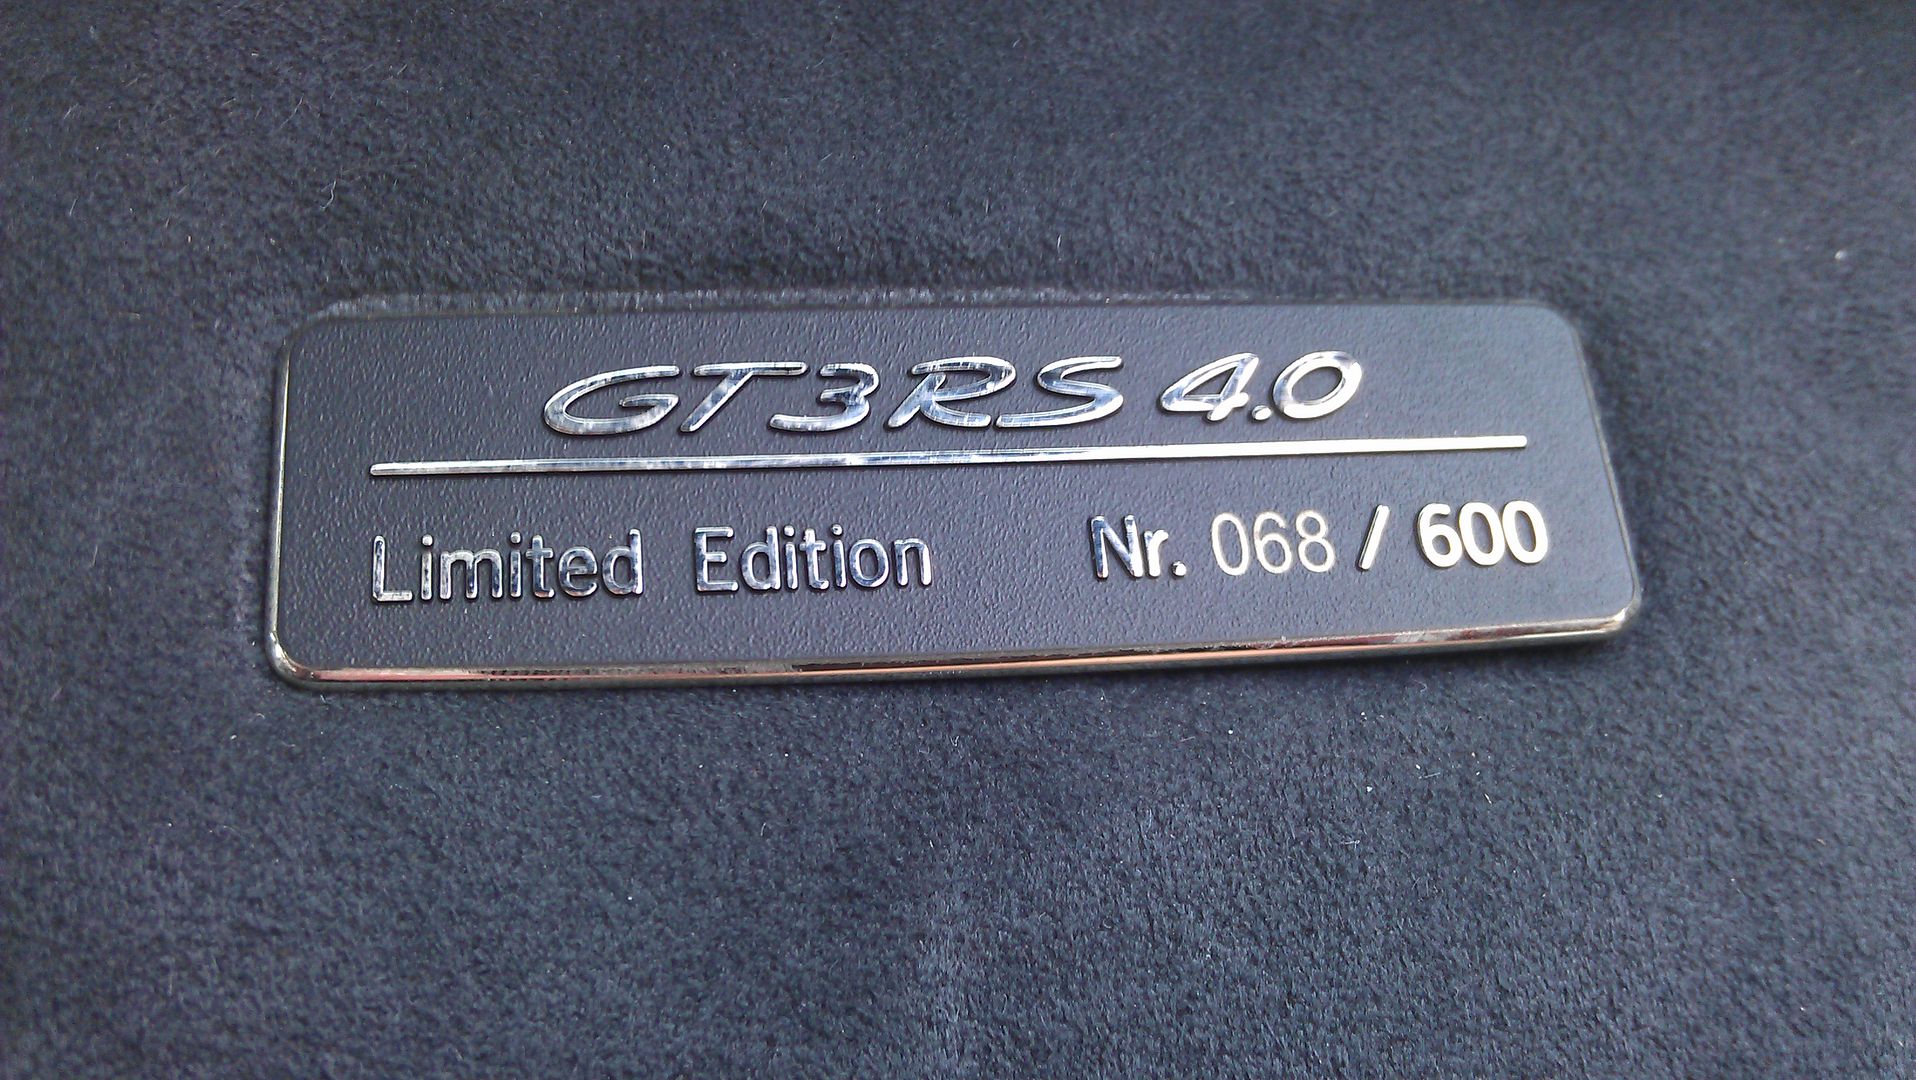 GT3RS 4.0
Limited Edition Nr. 068 / 600